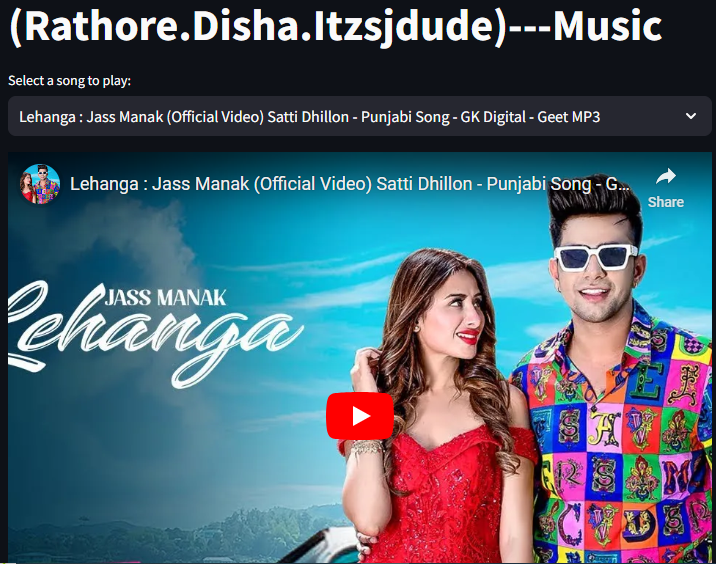 (Rathore.Disha.Itzsjdude)---Music
Select a song to play:
Lehanga : Jass Manak (Official Video) Satti Dhillon - Punjabi Song - GK Digital - Geet MP3
Lehanga : Jass Manak (Official Video) Satti Dhillon - Punjabi Song - G...
Share
JASS MANAK
Lehanga